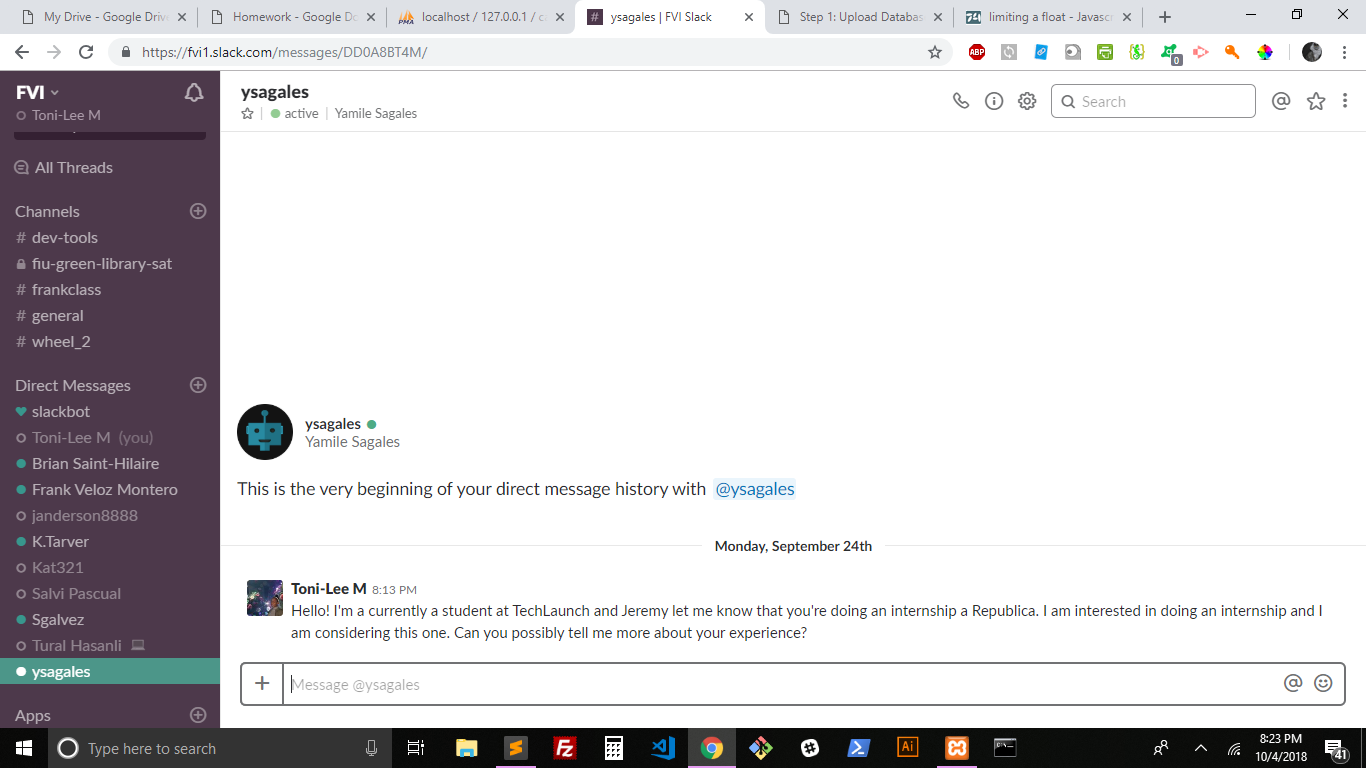 My Drive - Google Drive
Homework - Google Do
localhost / 127.0.0.1 / c
ysagales | FVI Slack
Step 1: Upload Databas
limiting a float - Javascr
https://fvi1.slack.com/messages/DD0A8BT4M/
ABP
0
FVI
Toni-Lee M
All Threads
Channels
# dev-tools
fiu-green-library-sat
# frankclass
# general
# wheel_2
Direct Messages
slackbot
Toni-Lee M (you)
Brian Saint-Hilaire
Frank Veloz Montero
janderson8888
K.Tarver
Kat321
Salvi Pascual
Sgalvez
Tural Hasanli
ysagales
Apps
ysagales
active | Yamile Sagales
Search
ysagales
Yamile Sagales
This is the very beginning of your direct message history with @ysagales
Monday, September 24th
Toni-Lee M 8:13 PM
Hello! I'm a currently a student at TechLaunch and Jeremy let me know that you're doing an internship a Republica. I am interested in doing an internship and I
am considering this one. Can you possibly tell me more about your experience?
Message @ysagales
Type here to search
Ai
8:23 PM
10/4/2018
41